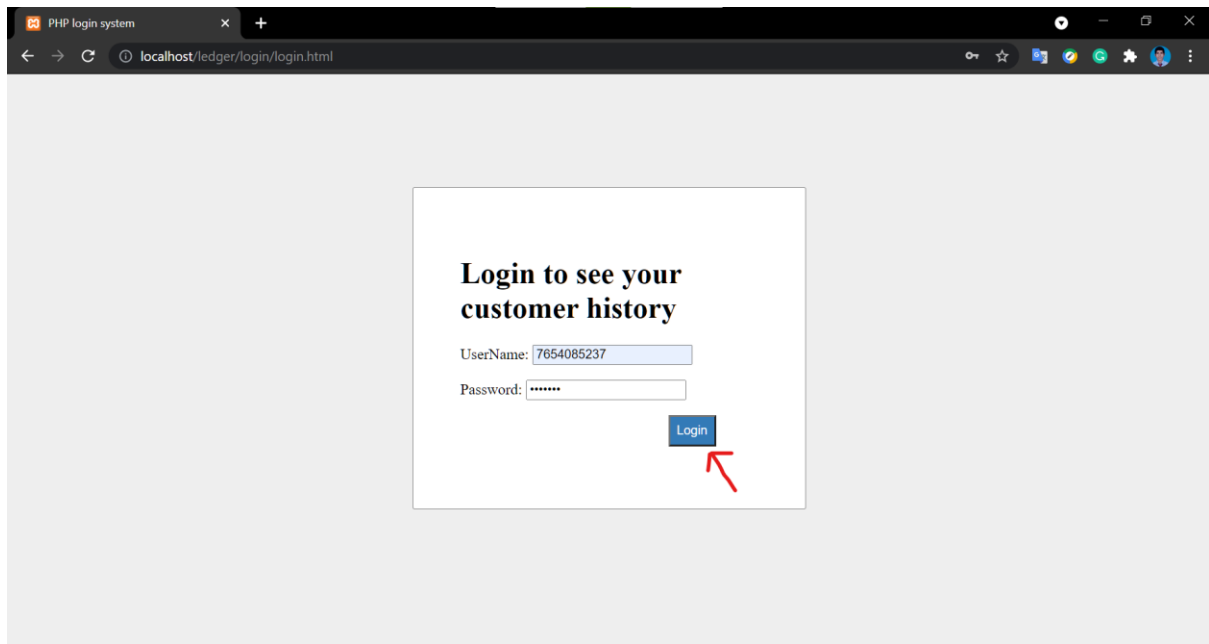 PHP login system
localhost/ledger/login/login.html
Login to see your
customer history
UserName: 7654085237
Password: •••••••
Login